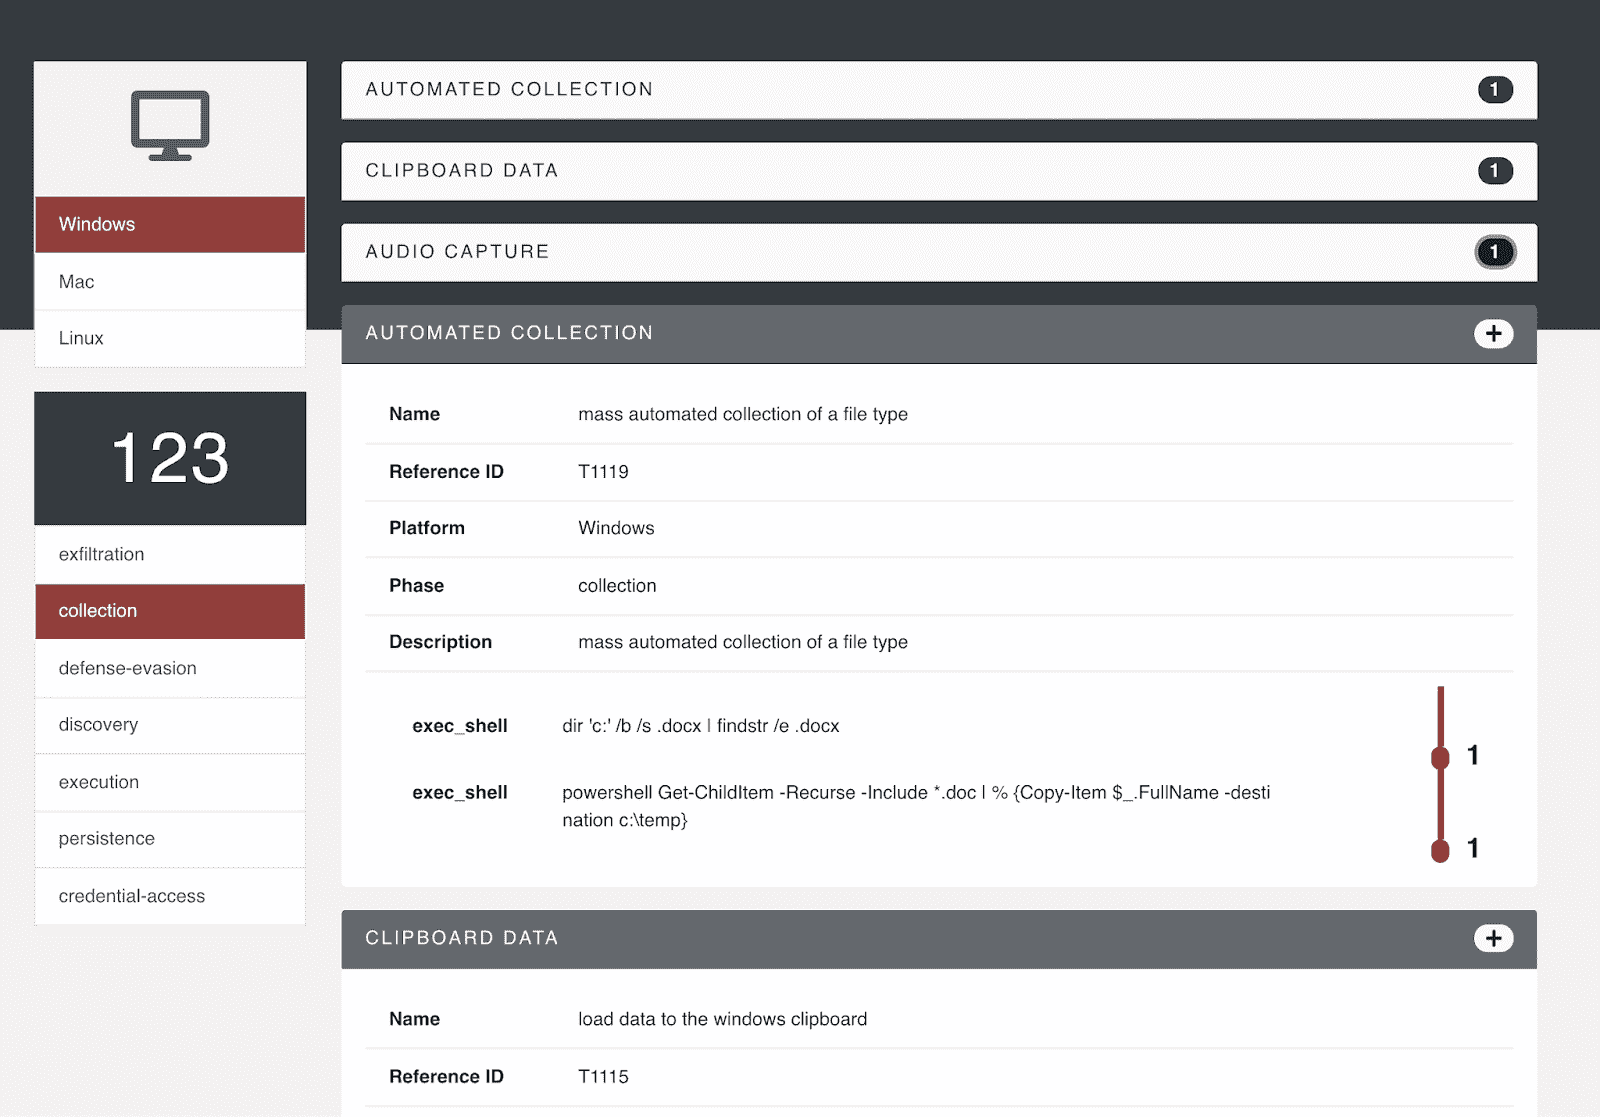 Windows
Mac
Linux
123
exfiltration
collection
defense-evasion
discovery
execution
persistence
credential-access
AUTOMATED COLLECTION 1
CLIPBOARD DATA 1
AUDIO CAPTURE 1
AUTOMATED COLLECTION +
Name mass automated collection of a file type
Reference ID T1119
Platform Windows
Phase collection
Description mass automated collection of a file type
exec_shell dir 'c:' /b /s .docx | findstr /e .docx
1
exec_shell powershell Get-ChildItem -Recurse -Include *.doc | % {Copy-Item $_.FullName -desti
nation c:\temp}
1
CLIPBOARD DATA +
Name load data to the windows clipboard
Reference ID T1115